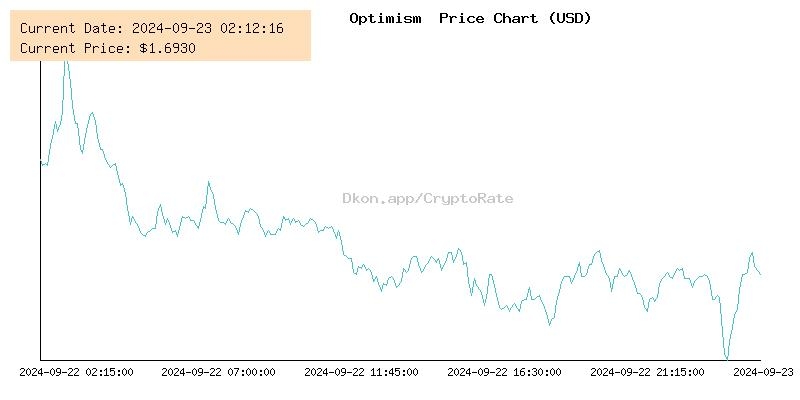 Optimism Price Chart (USD)
Current Date: 2024-09-23 02:12:16
Current Price: $1.6930
Dkon.app/CryptoRate
2024-09-22 02:15:00 2024-09-22 07:00:00 2024-09-22 11:45:00 2024-09-22 16:30:00 2024-09-22 21:15:00 2024-09-23